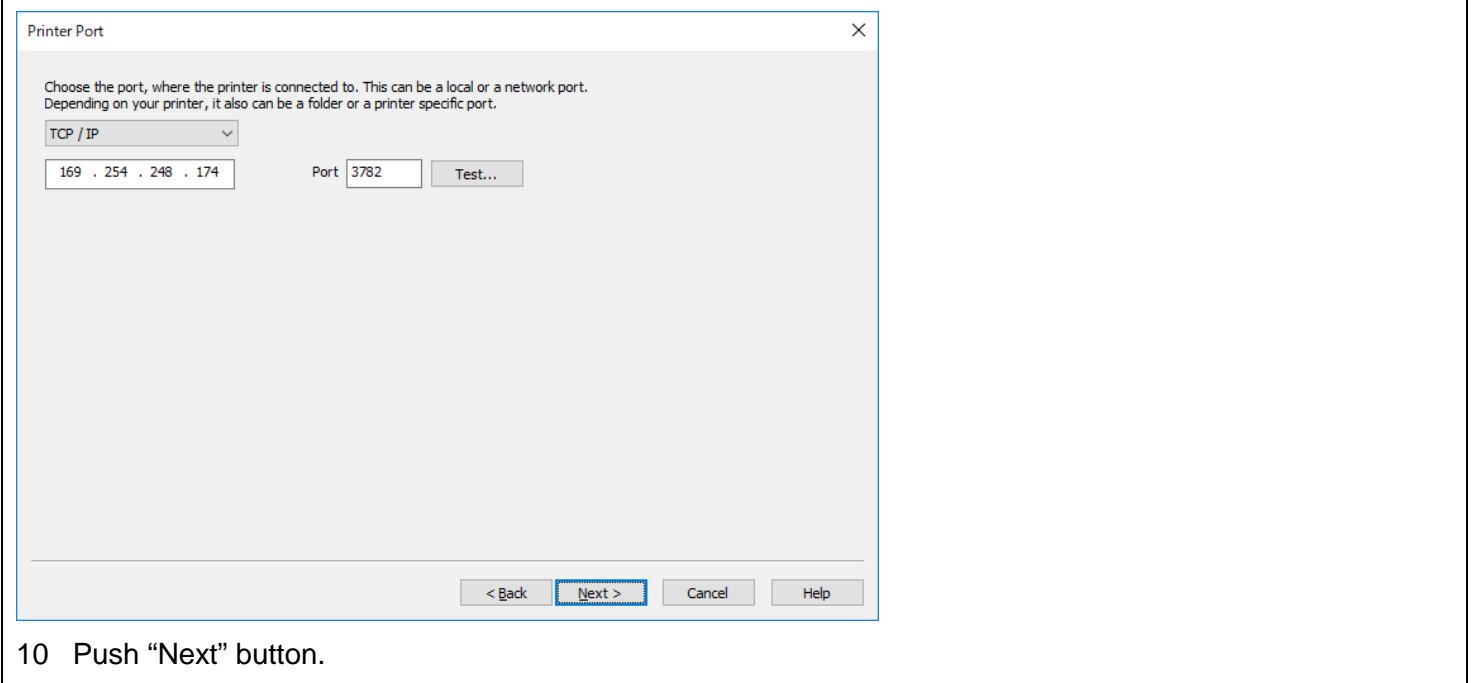 Printer Port
Choose the port, where the printer is connected to. This can be a local or a network port.
Depending on your printer, it also can be a folder or a printer specific port.
TCP / IP
169 . 254 . 248 . 174 Port 3782 Test...
< Back Next > Cancel Help
10 Push “Next” button.